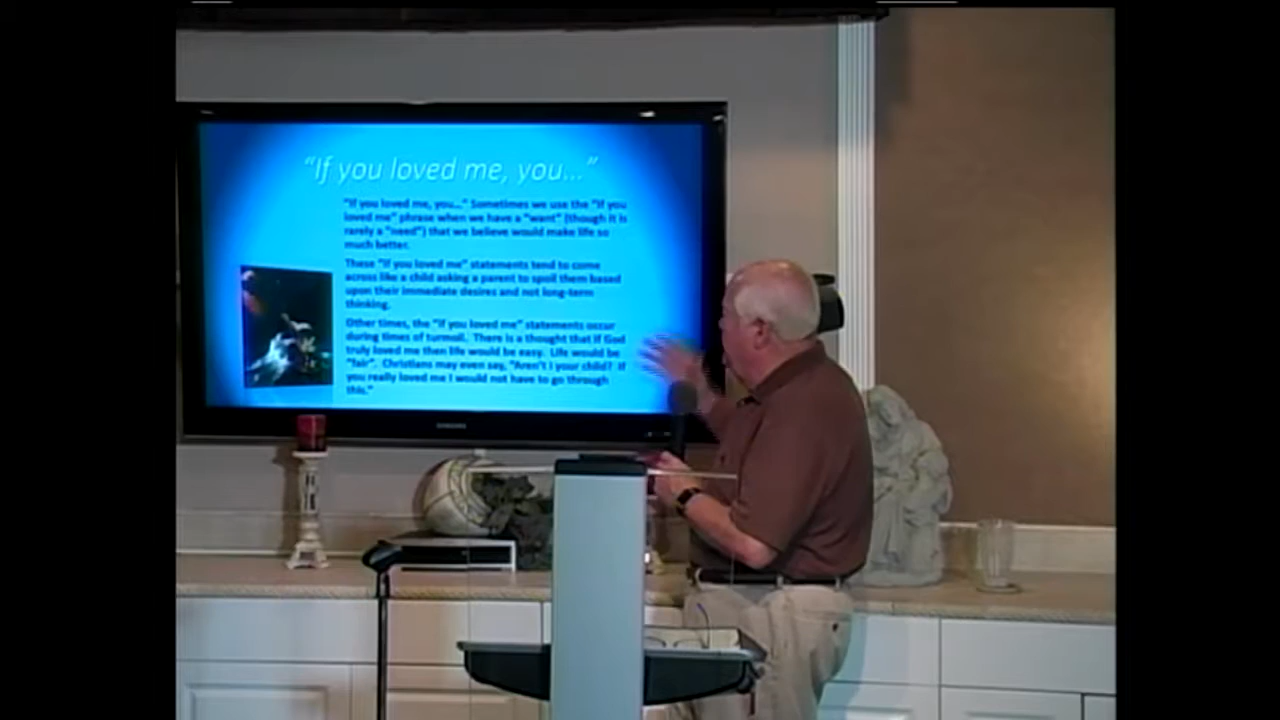 "If you loved me, you..."
"If you loved me, you..." Sometimes we use the "if you
loved me" phrase when we have a "want" (though it is
rarely a "need") that we believe would make life so
much better.
These "if you loved me" statements tend to come
across like a child asking a parent to spoil them based
upon their immediate desires and not long-term
thinking.
Other times, the "if you loved me" statements occur
during times of turmoil. There is a thought that if God
truly loved me then life would be easy. Life would be
"fair". Christians may even say, "Aren't I your child? If
you really loved me I would not have to go through
this."
SAMSUNG